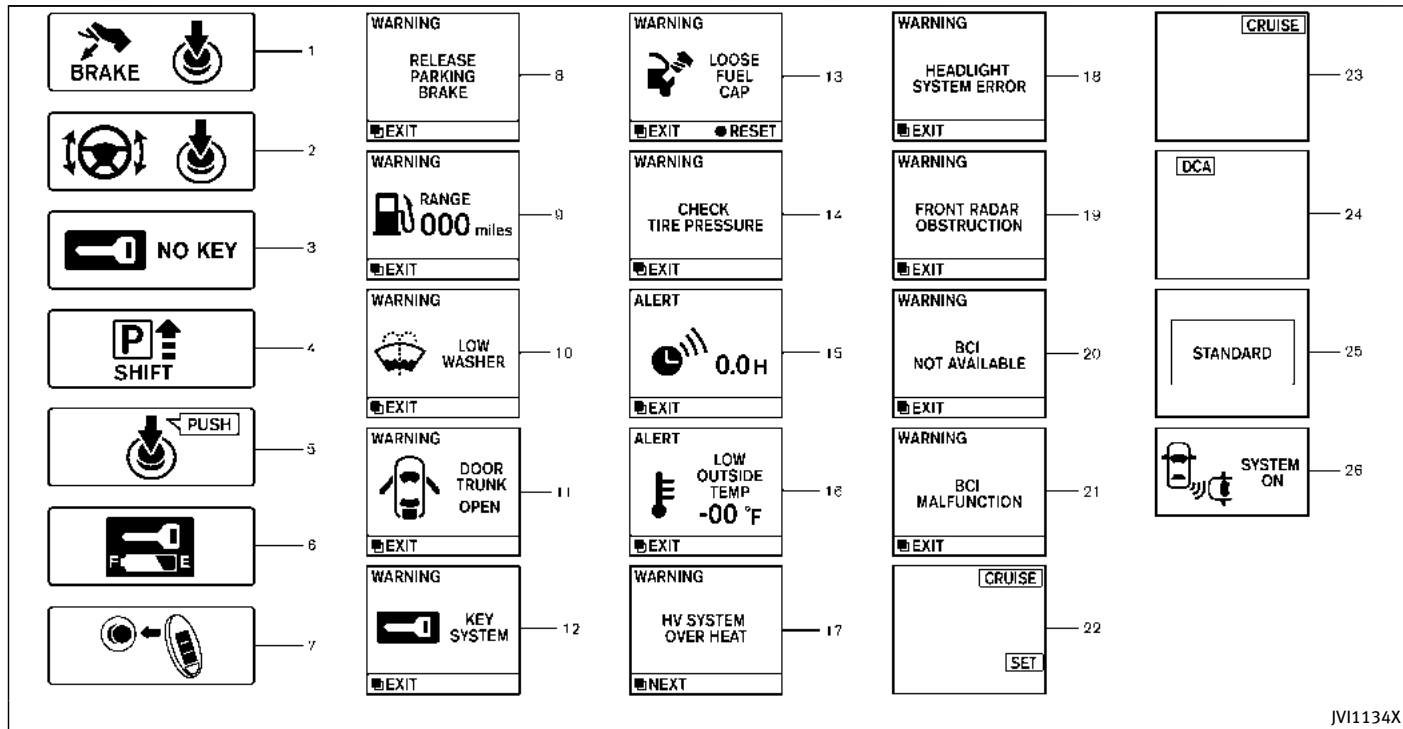 BRAKE
1
2
NO KEY
3
P
SHIFT
4
PUSH
5
F E
6
7
WARNING
RELEASE
PARKING
BRAKE
EXIT
8
WARNING
RANGE
000 miles
EXIT
9
WARNING
LOW
WASHER
EXIT
10
WARNING
DOOR
TRUNK
OPEN
EXIT
11
WARNING
KEY
SYSTEM
EXIT
12
WARNING
LOOSE
FUEL
CAP
EXIT RESET
13
WARNING
CHECK
TIRE PRESSURE
EXIT
14
ALERT
0.0 H
EXIT
15
ALERT
LOW
OUTSIDE
TEMP
-00 °F
EXIT
16
WARNING
HV SYSTEM
OVER HEAT
NEXT
17
WARNING
HEADLIGHT
SYSTEM ERROR
EXIT
18
WARNING
FRONT RADAR
OBSTRUCTION
EXIT
19
WARNING
BCI
NOT AVAILABLE
EXIT
20
WARNING
BCI
MALFUNCTION
EXIT
21
CRUISE
SET
22
CRUISE
23
DCA
24
STANDARD
25
SYSTEM
ON
26
JVI1134X